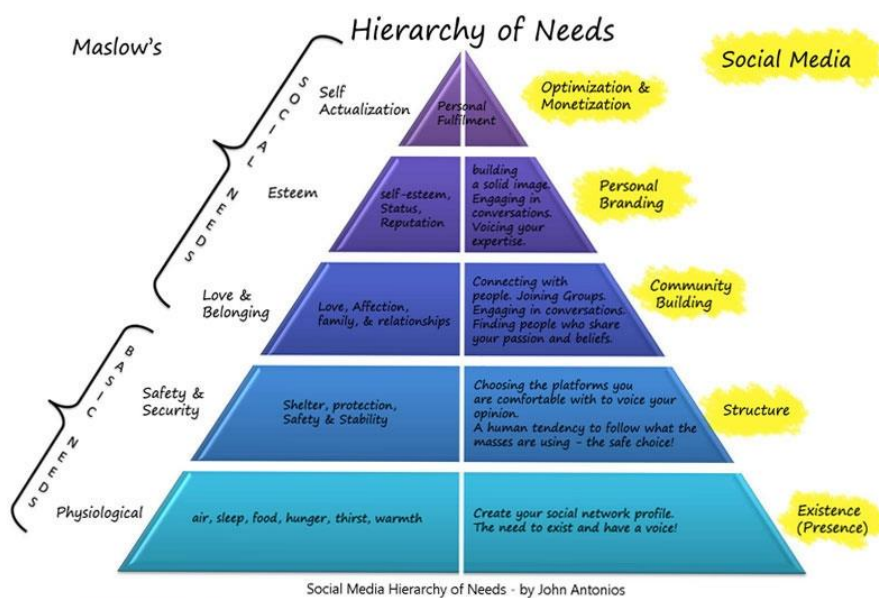 Hierarchy of Needs
Maslow's
Social Media
SOCIAL NEEDS
Self
Actualization
Personal
Fulfilment
Optimization &
Monetization
Esteem
self-esteem,
Status,
Reputation
building
a solid image.
Engaging in
conversations.
Voicing your
expertise.
Personal
Branding
Love &
Belonging
Love, Affection,
family, & relationships
Connecting with
people. Joining Groups.
Engaging in conversations.
Finding people who share
your passion and beliefs.
Community
Building
BASIC NEEDS
Safety &
Security
Shelter, protection,
Safety & Stability
Choosing the platforms you
are comfortable with to voice your
opinion.
A human tendency to follow what the
masses are using - the safe choice!
Structure
Physiological
air, sleep, food, hunger, thirst, warmth
Create your social network profile.
The need to exist and have a voice!
Existence
(Presence)
Social Media Hierarchy of Needs - by John Antonios